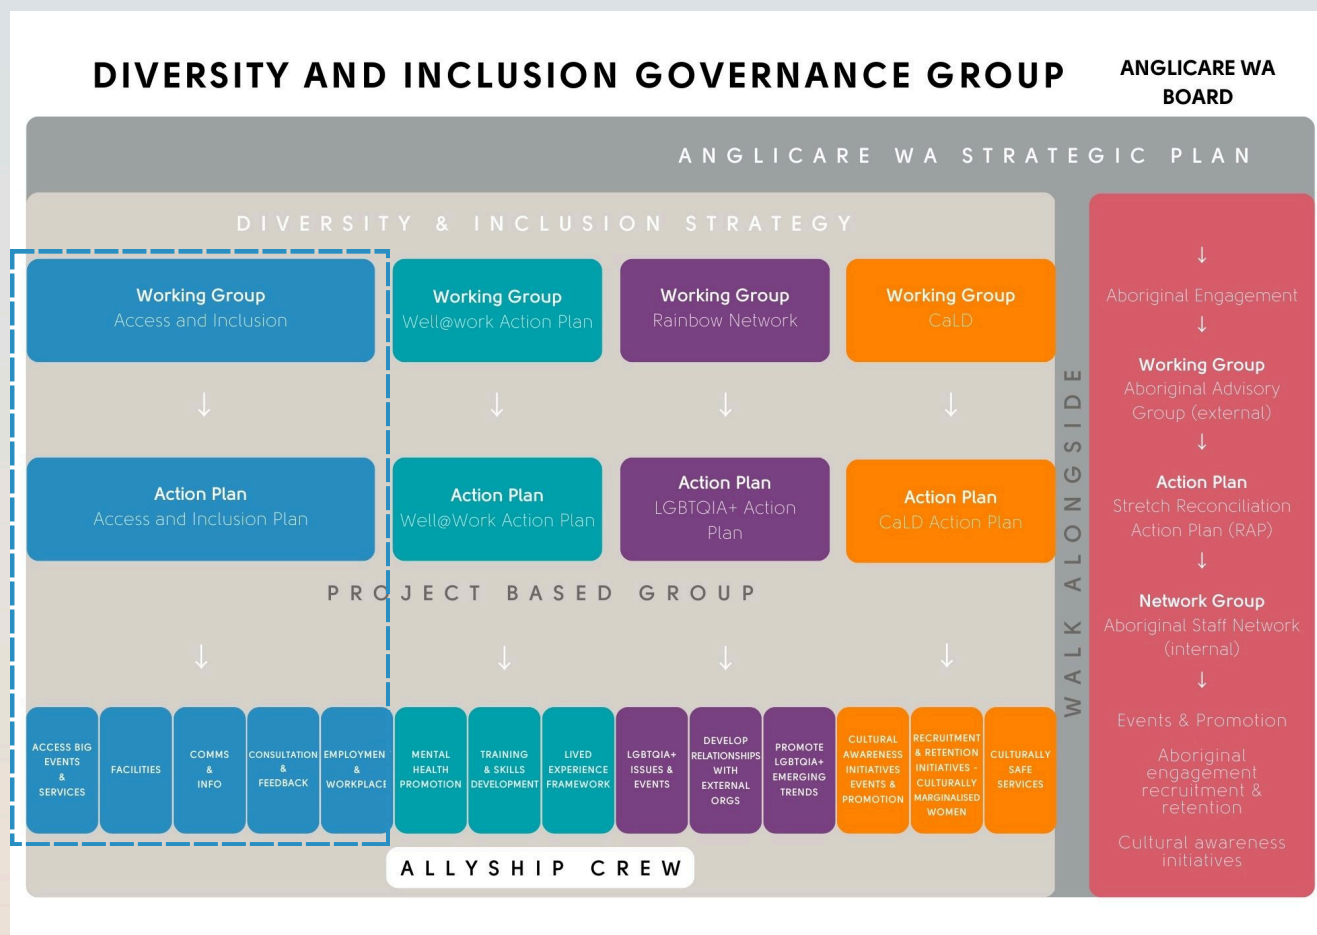 DIVERSITY AND INCLUSION GOVERNANCE GROUP
ANGLICARE WA
BOARD
ANGLICARE WA STRATEGIC PLAN
DIVERSITY & INCLUSION STRATEGY
Working Group
Access and Inclusion
Working Group
Well@work Action Plan
Working Group
Rainbow Network
Working Group
CaLD
↓
↓
↓
↓
Action Plan
Access and Inclusion Plan
Action Plan
Well@Work Action Plan
Action Plan
LGBTQIA+ Action
Plan
Action Plan
CaLD Action Plan
PROJECT BASED GROUP
↓
↓
↓
↓
ACCESS BIG
EVENTS
&
SERVICES
FACILITIES
COMMS
&
INFO
CONSULTATION
&
FEEDBACK
EMPLOYMEN
&
WORKPLACE
MENTAL
HEALTH
PROMOTION
TRAINING
& SKILLS
DEVELOPMENT
LIVED
EXPERIENCE
FRAMEWORK
LGBTQIA+
ISSUES &
EVENTS
DEVELOP
RELATIONSHIPS
WITH
EXTERNAL
ORGS
PROMOTE
LGBTQIA+
EMERGING
TRENDS
CULTURAL
AWARENESS
INITIATIVES
EVENTS &
PROMOTION
RECRUITMENT
& RETENTION
INITIATIVES -
CULTURALLY
MARGINALISED
WOMEN
CULTURALLY
SAFE
SERVICES
ALLYSHIP CREW
WALK ALONGSIDE
↓
Aboriginal Engagement
↓
Working Group
Aboriginal Advisory
Group (external)
↓
Action Plan
Stretch Reconciliation
Action Plan (RAP)
↓
Network Group
Aboriginal Staff Network
(internal)
↓
Events & Promotion
Aboriginal
engagement
recruitment &
retention
Cultural awareness
initiatives